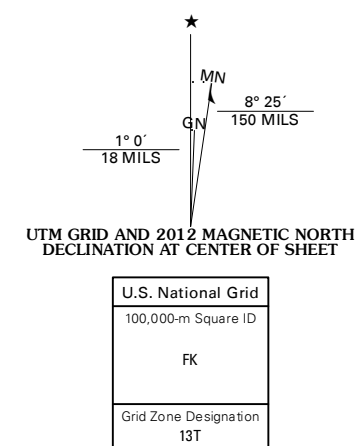 ★
MN
8° 25´
150 MILS
GN
1° 0´
18 MILS
UTM GRID AND 2012 MAGNETIC NORTH
DECLINATION AT CENTER OF SHEET
U.S. National Grid
100,000-m Square ID
FK
Grid Zone Designation
13T